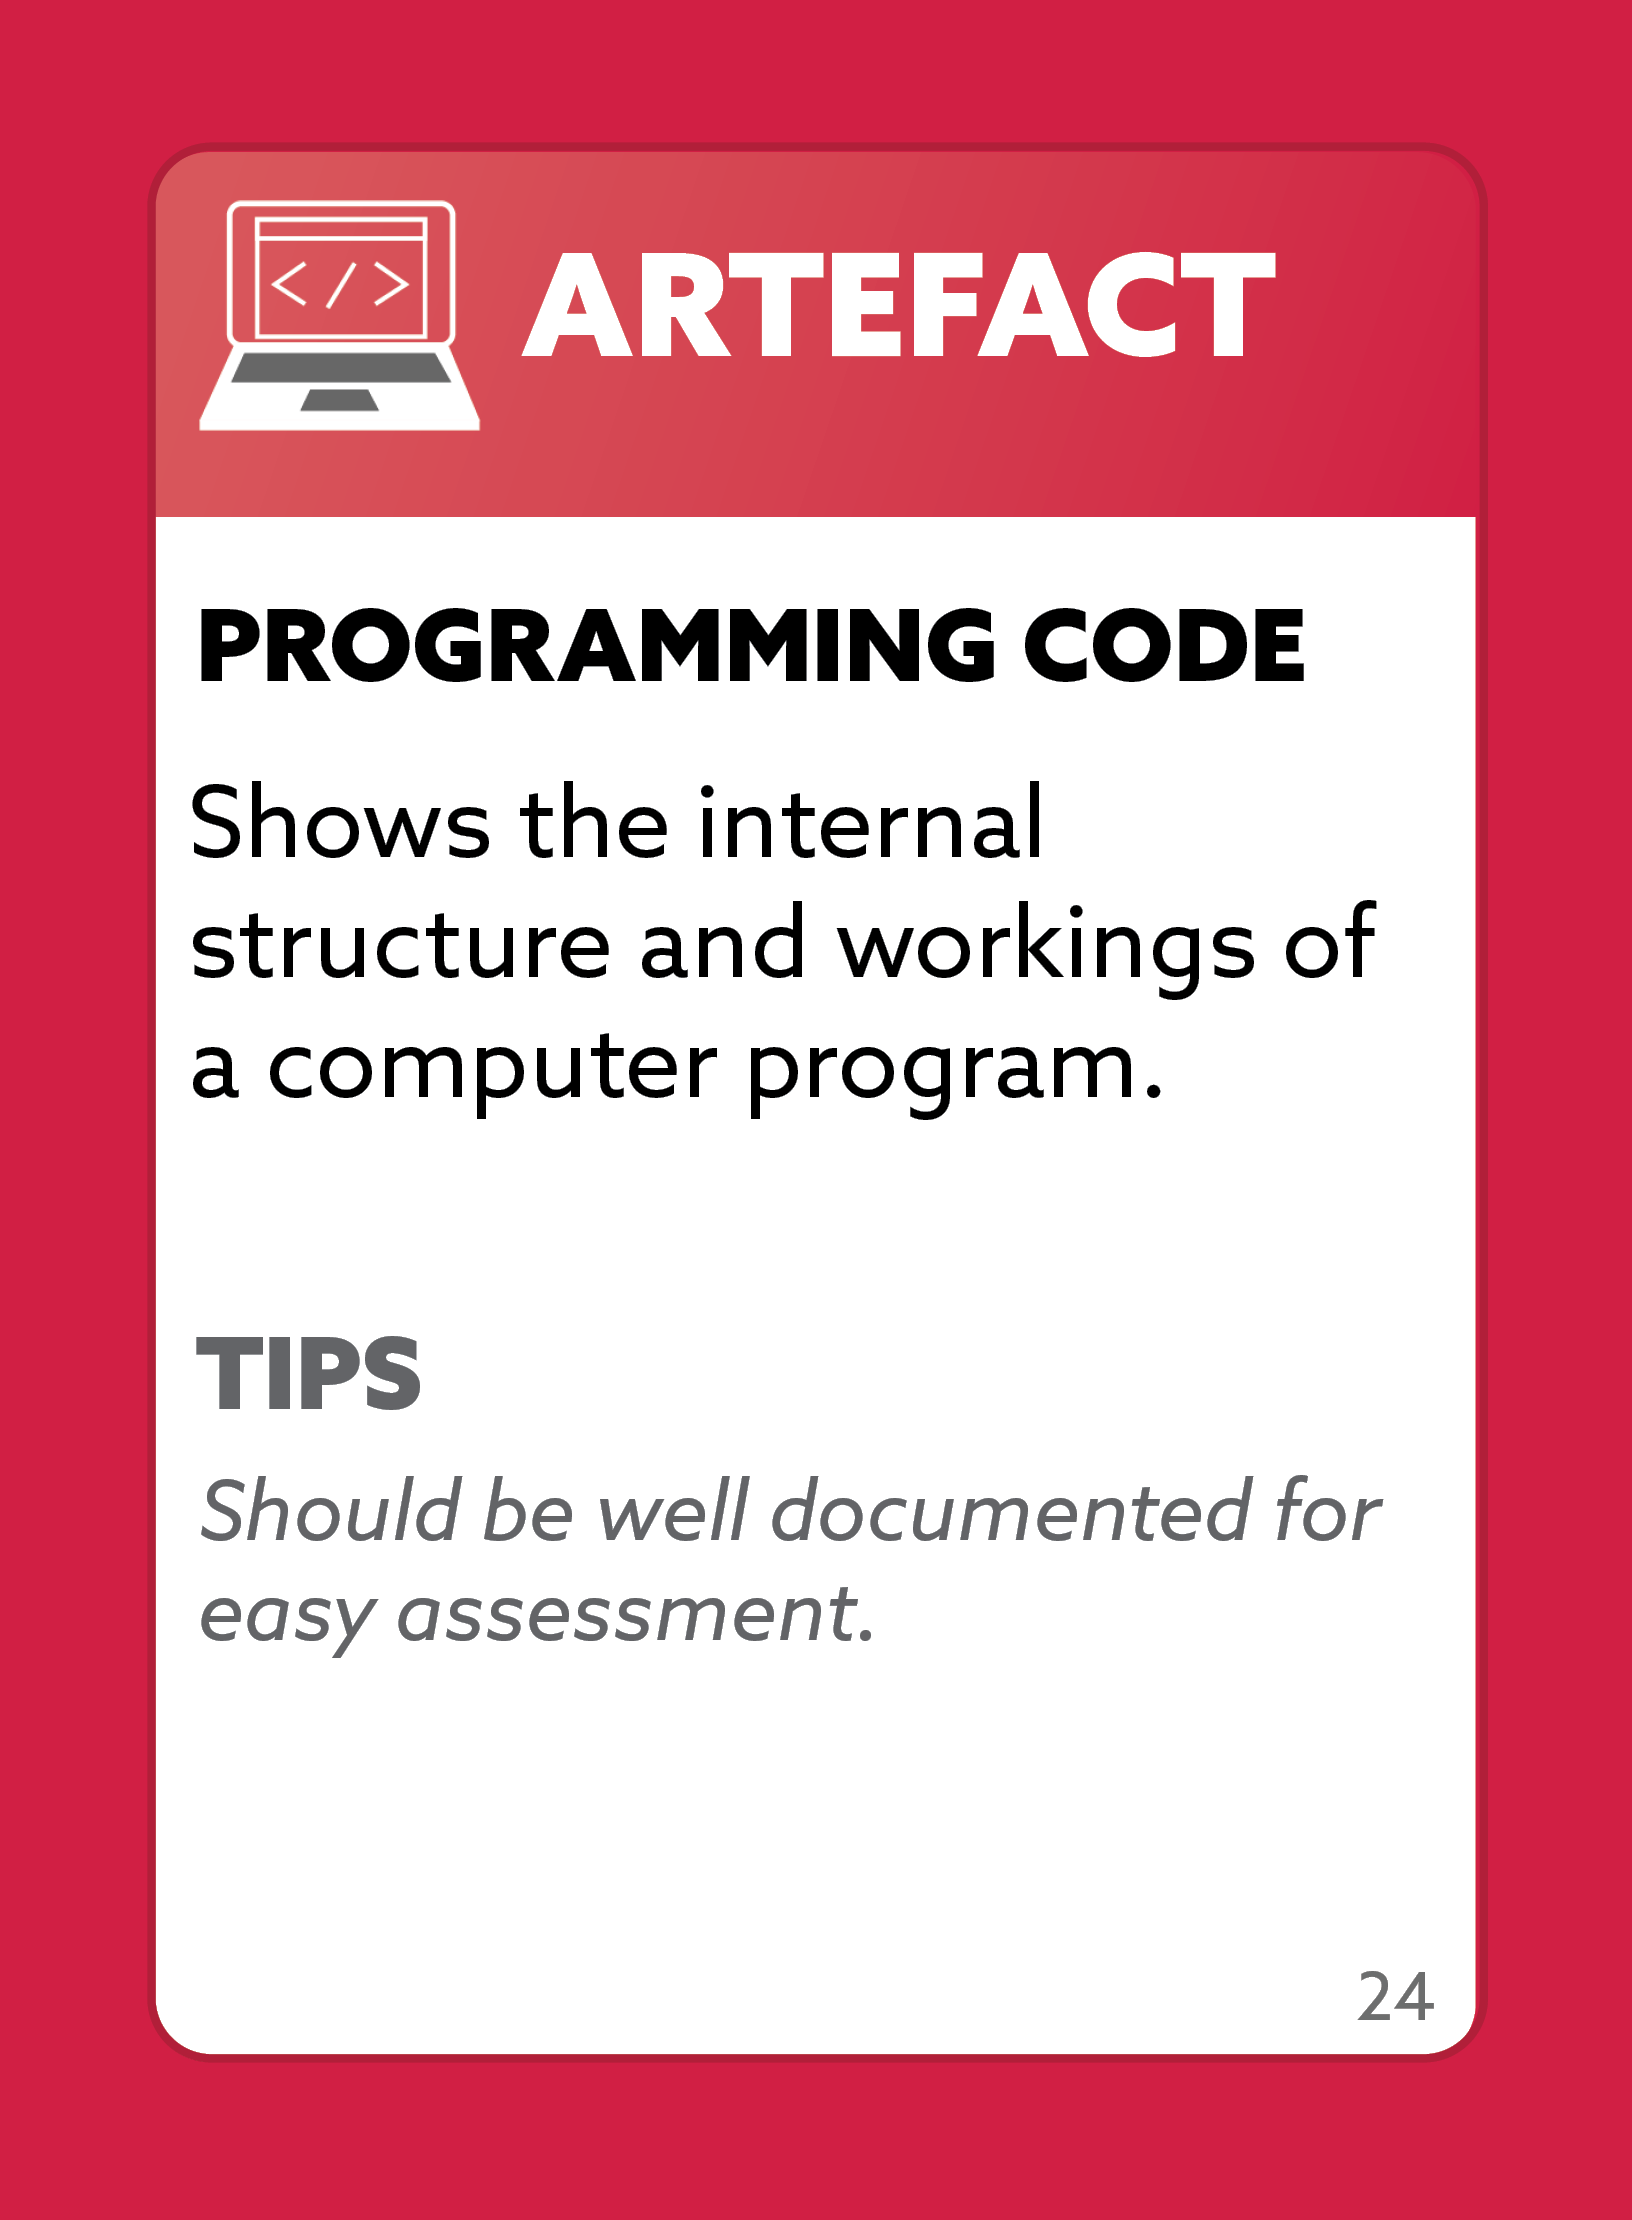 </>
ARTEFACT
PROGRAMMING CODE
Shows the internal
structure and workings of
a computer program.
TIPS
Should be well documented for
easy assessment.
24